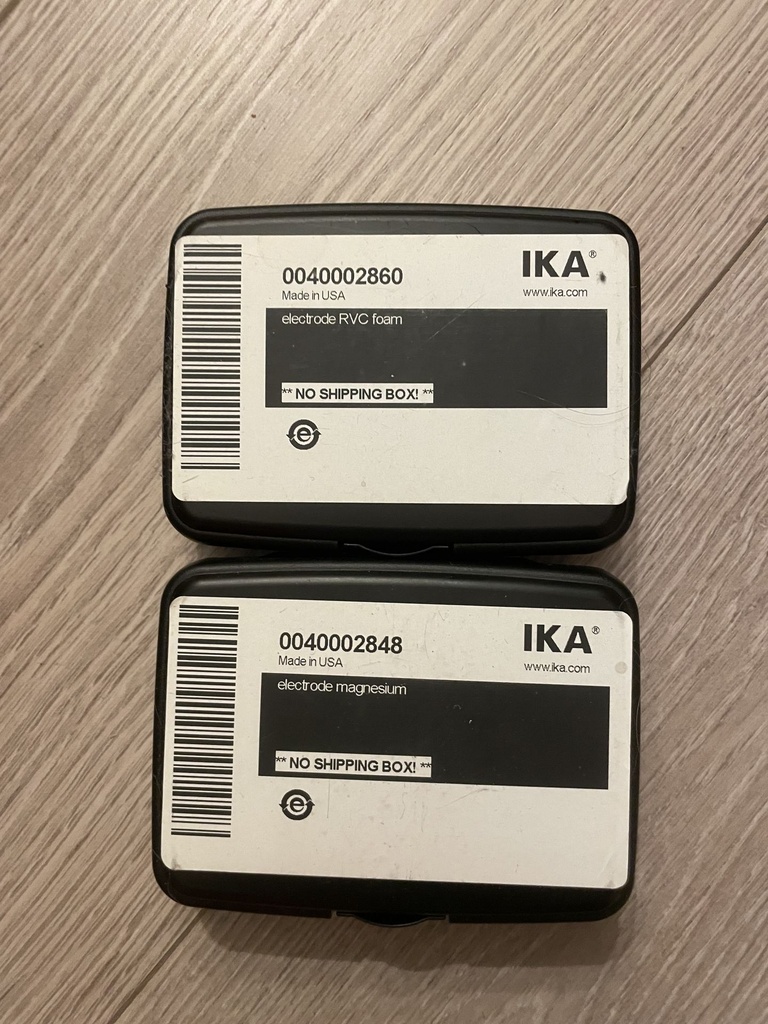 IKA®
0040002860
www.ika.com
Made in USA
electrode RVC foam
** NO SHIPPING BOX! **
e
IKA®
0040002848
www.ika.com
Made in USA
electrode magnesium
** NO SHIPPING BOX! **
e